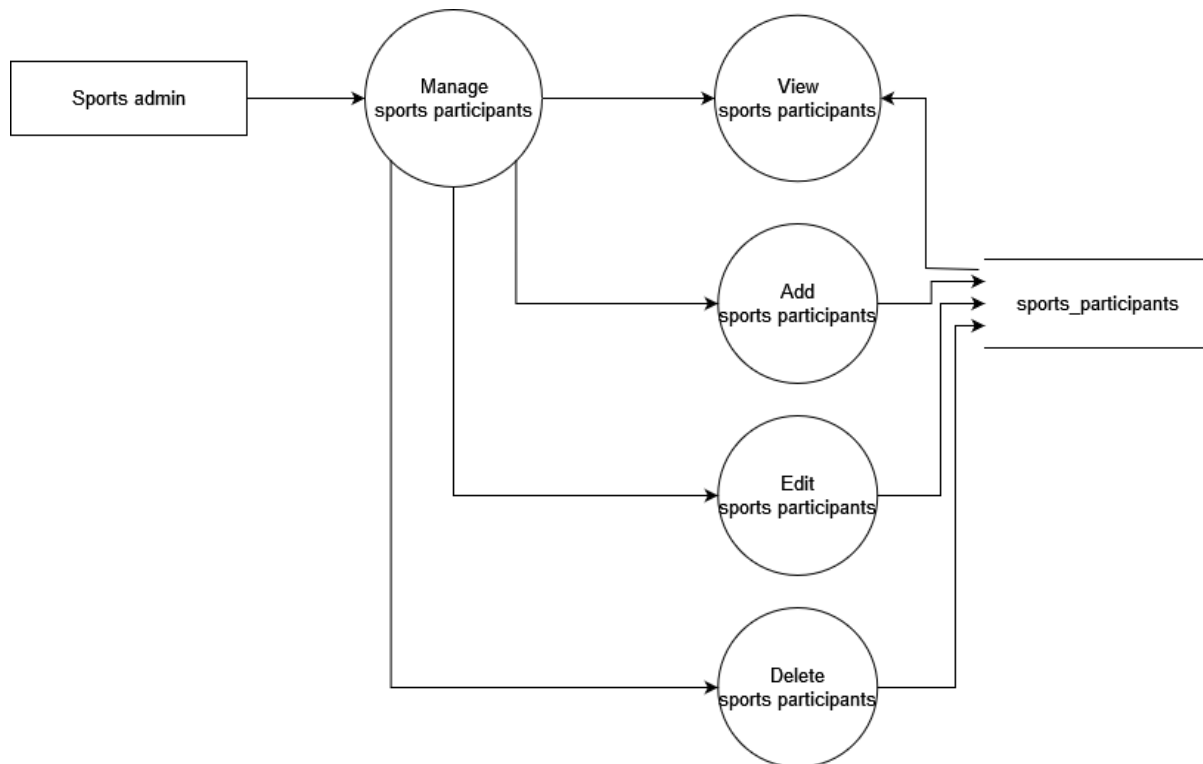 Sports admin
Manage
sports participants
View
sports participants
Add
sports participants
sports_participants
Edit
sports participants
Delete
sports participants